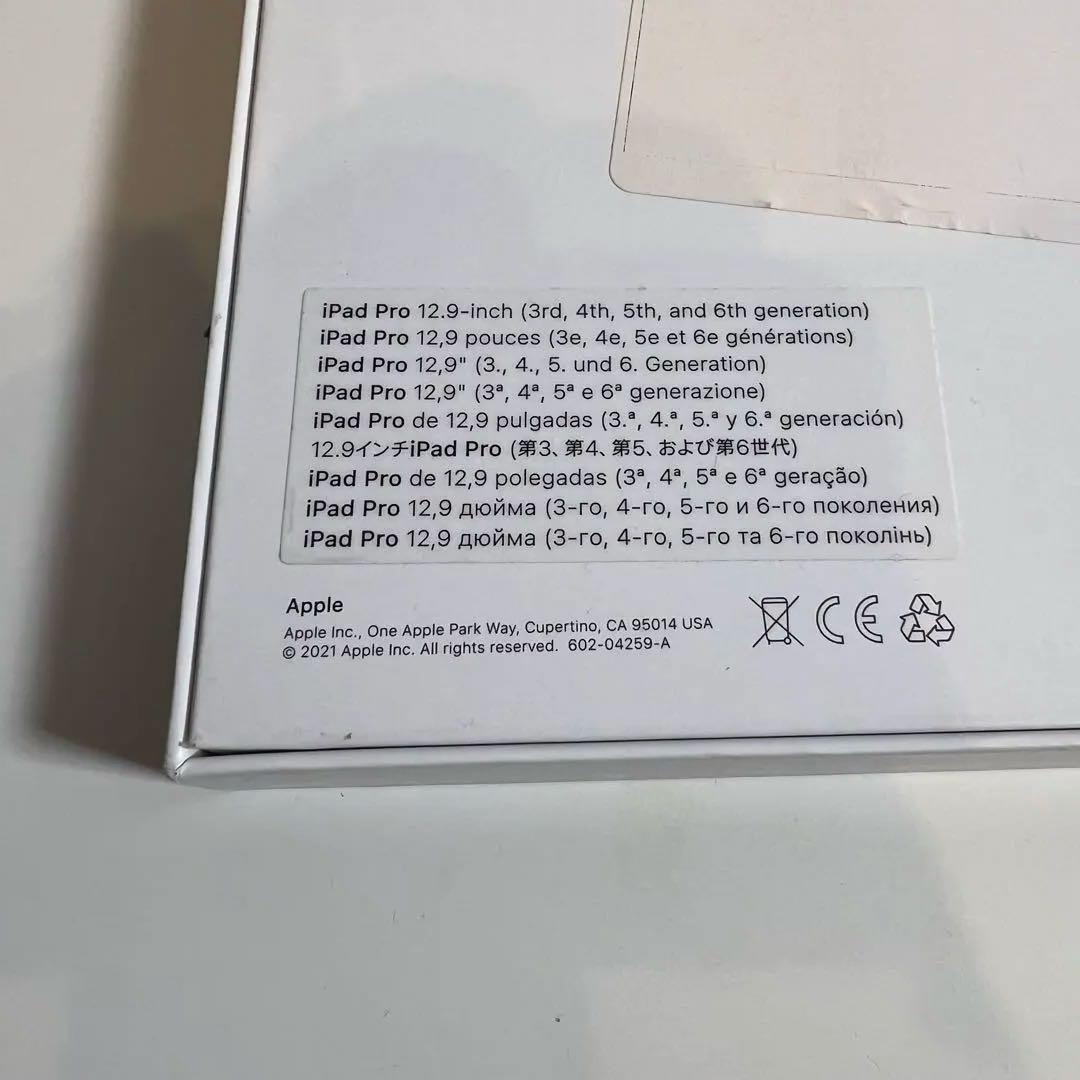 iPad Pro 12.9-inch (3rd, 4th, 5th, and 6th generation)
iPad Pro 12,9 pouces (3e, 4e, 5e et 6e générations)
iPad Pro 12,9" (3., 4., 5. und 6. Generation)
iPad Pro 12,9" (3ª, 4ª, 5ª e 6ª generazione)
iPad Pro de 12,9 pulgadas (3.ª, 4.ª, 5.ª y 6.ª generación)
12.9インチiPad Pro (第3、第4、第5、および第6世代)
iPad Pro de 12,9 polegadas (3ª, 4ª, 5ª e 6ª geração)
iPad Pro 12,9 дюйма (3-го, 4-го, 5-го и 6-го поколения)
iPad Pro 12,9 дюйма (3-го, 4-го, 5-го та 6-го поколінь)
Apple
Apple Inc., One Apple Park Way, Cupertino, CA 95014 USA
© 2021 Apple Inc. All rights reserved. 602-04259-A
CE